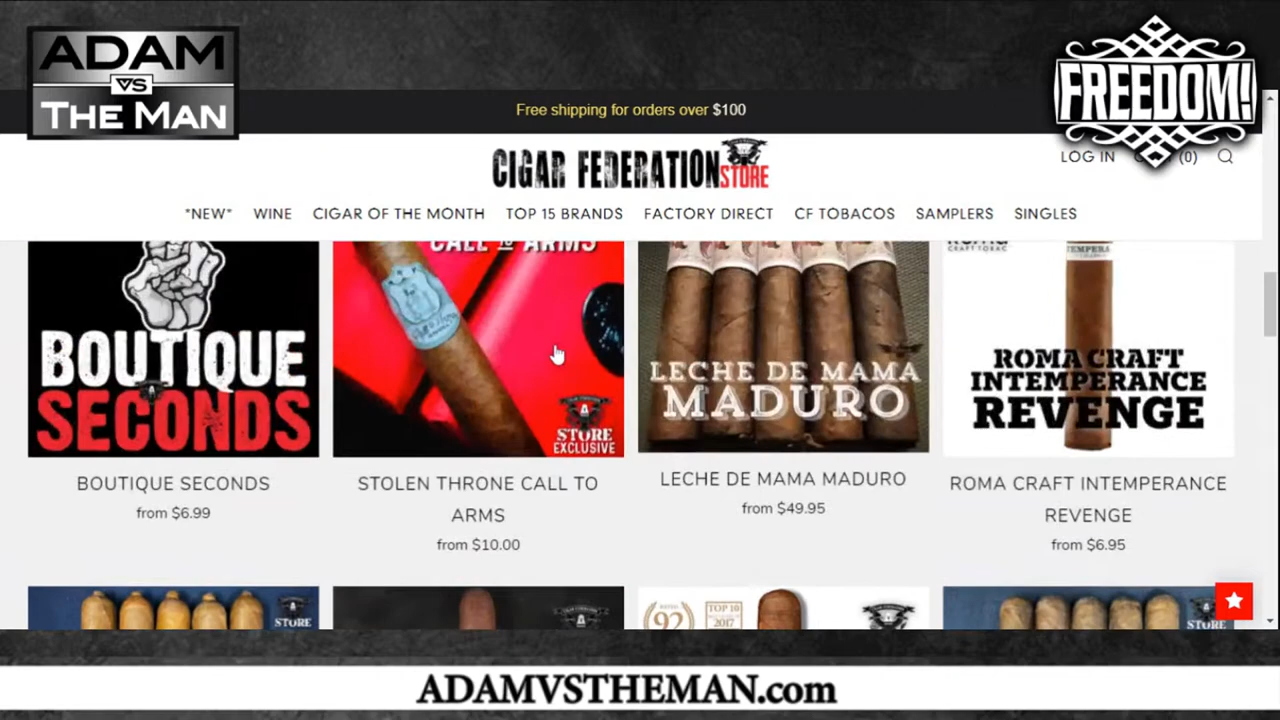 ADAM
VS
THE MAN
FREEDOM!
Free shipping for orders over $100
CIGAR FEDERATION STORE
LOG IN
(0)
*NEW* WINE CIGAR OF THE MONTH TOP 15 BRANDS FACTORY DIRECT CF TOBACOS SAMPLERS SINGLES
BOUTIQUE
SECONDS
CALL TO ARMS
STORE
EXCLUSIVE
LECHE DE MAMA
MADURO
CRAFT TOBAC
ROMA CRAFT
INTEMPERANCE
REVENGE
BOUTIQUE SECONDS
from $6.99
STOLEN THRONE CALL TO
ARMS
from $10.00
LECHE DE MAMA MADURO
from $49.95
ROMA CRAFT INTEMPERANCE
REVENGE
from $6.95
STORE
RATED
92
TOP 10
2017
STORE
ADAMVSTHEMAN.com